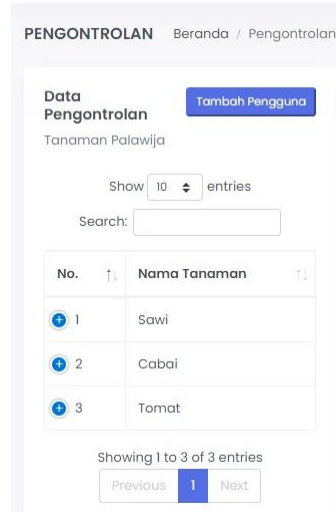 PENGONTROLAN Beranda / Pengontrolan
Data
Pengontrolan
Tambah Pengguna
Tanaman Palawija
Show 10 entries
Search:
No. Nama Tanaman
1 Sawi
2 Cabai
3 Tomat
Showing 1 to 3 of 3 entries
Previous 1 Next